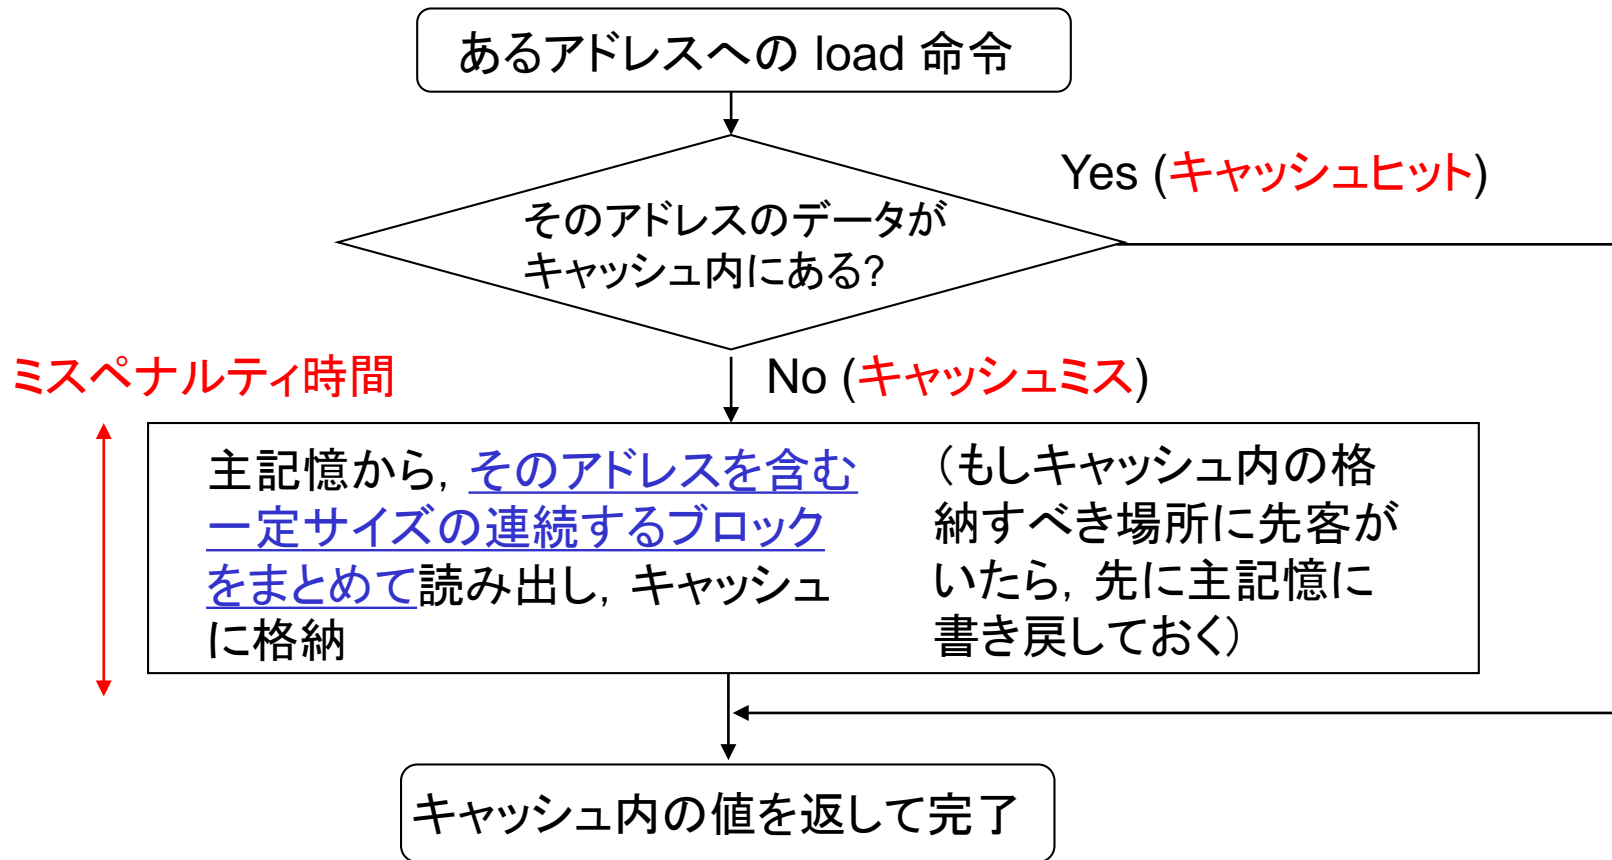 あるアドレスへの load 命令
Yes (キャッシュヒット)
そのアドレスのデータが
キャッシュ内にある?
ミスペナルティ時間
No (キャッシュミス)
主記憶から, そのアドレスを含む
一定サイズの連続するブロック
をまとめて読み出し, キャッシュ
に格納
(もしキャッシュ内の格
納すべき場所に先客が
いたら, 先に主記憶に
書き戻しておく)
キャッシュ内の値を返して完了